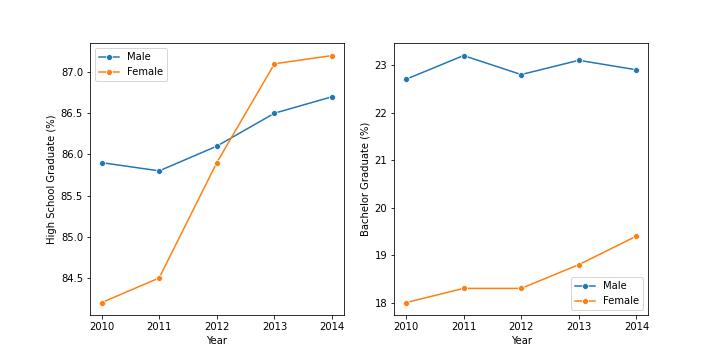 Male
Female
High School Graduate (%)
87.0
86.5
86.0
85.5
85.0
84.5
2010 2011 2012 2013 2014
Year
Bachelor Graduate (%)
23
22
21
20
19
18
Male
Female
2010 2011 2012 2013 2014
Year